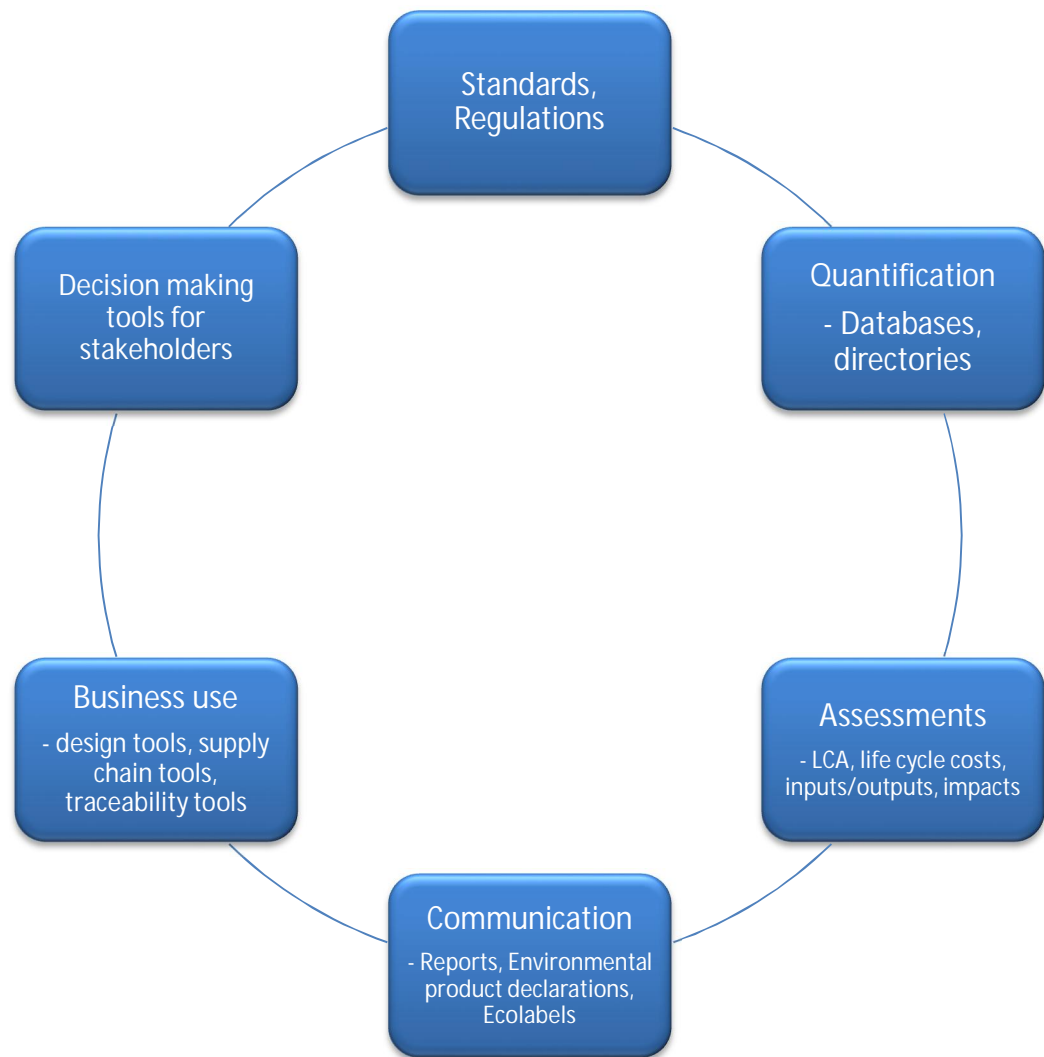 Standards,
Regulations
Quantification
- Databases,
directories
Assessments
- LCA, life cycle costs,
inputs/outputs, impacts
Communication
- Reports, Environmental
product declarations,
Ecolabels
Business use
- design tools, supply
chain tools,
traceability tools
Decision making
tools for
stakeholders